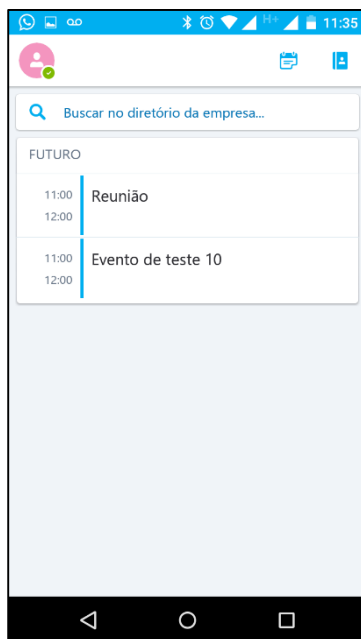 H+ 11:35
Buscar no diretório da empresa...
FUTURO
11:00 Reunião
12:00
11:00 Evento de teste 10
12:00